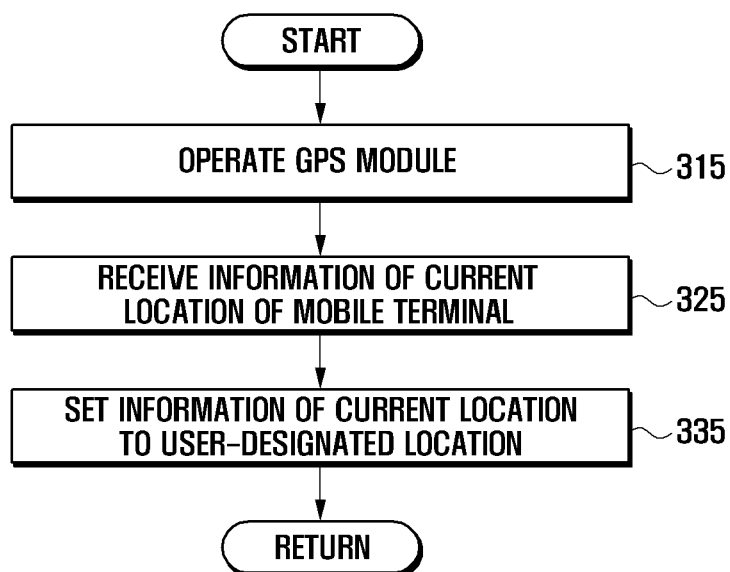 START
OPERATE GPS MODULE
315
RECEIVE INFORMATION OF CURRENT
LOCATION OF MOBILE TERMINAL
325
SET INFORMATION OF CURRENT LOCATION
TO USER-DESIGNATED LOCATION
335
RETURN